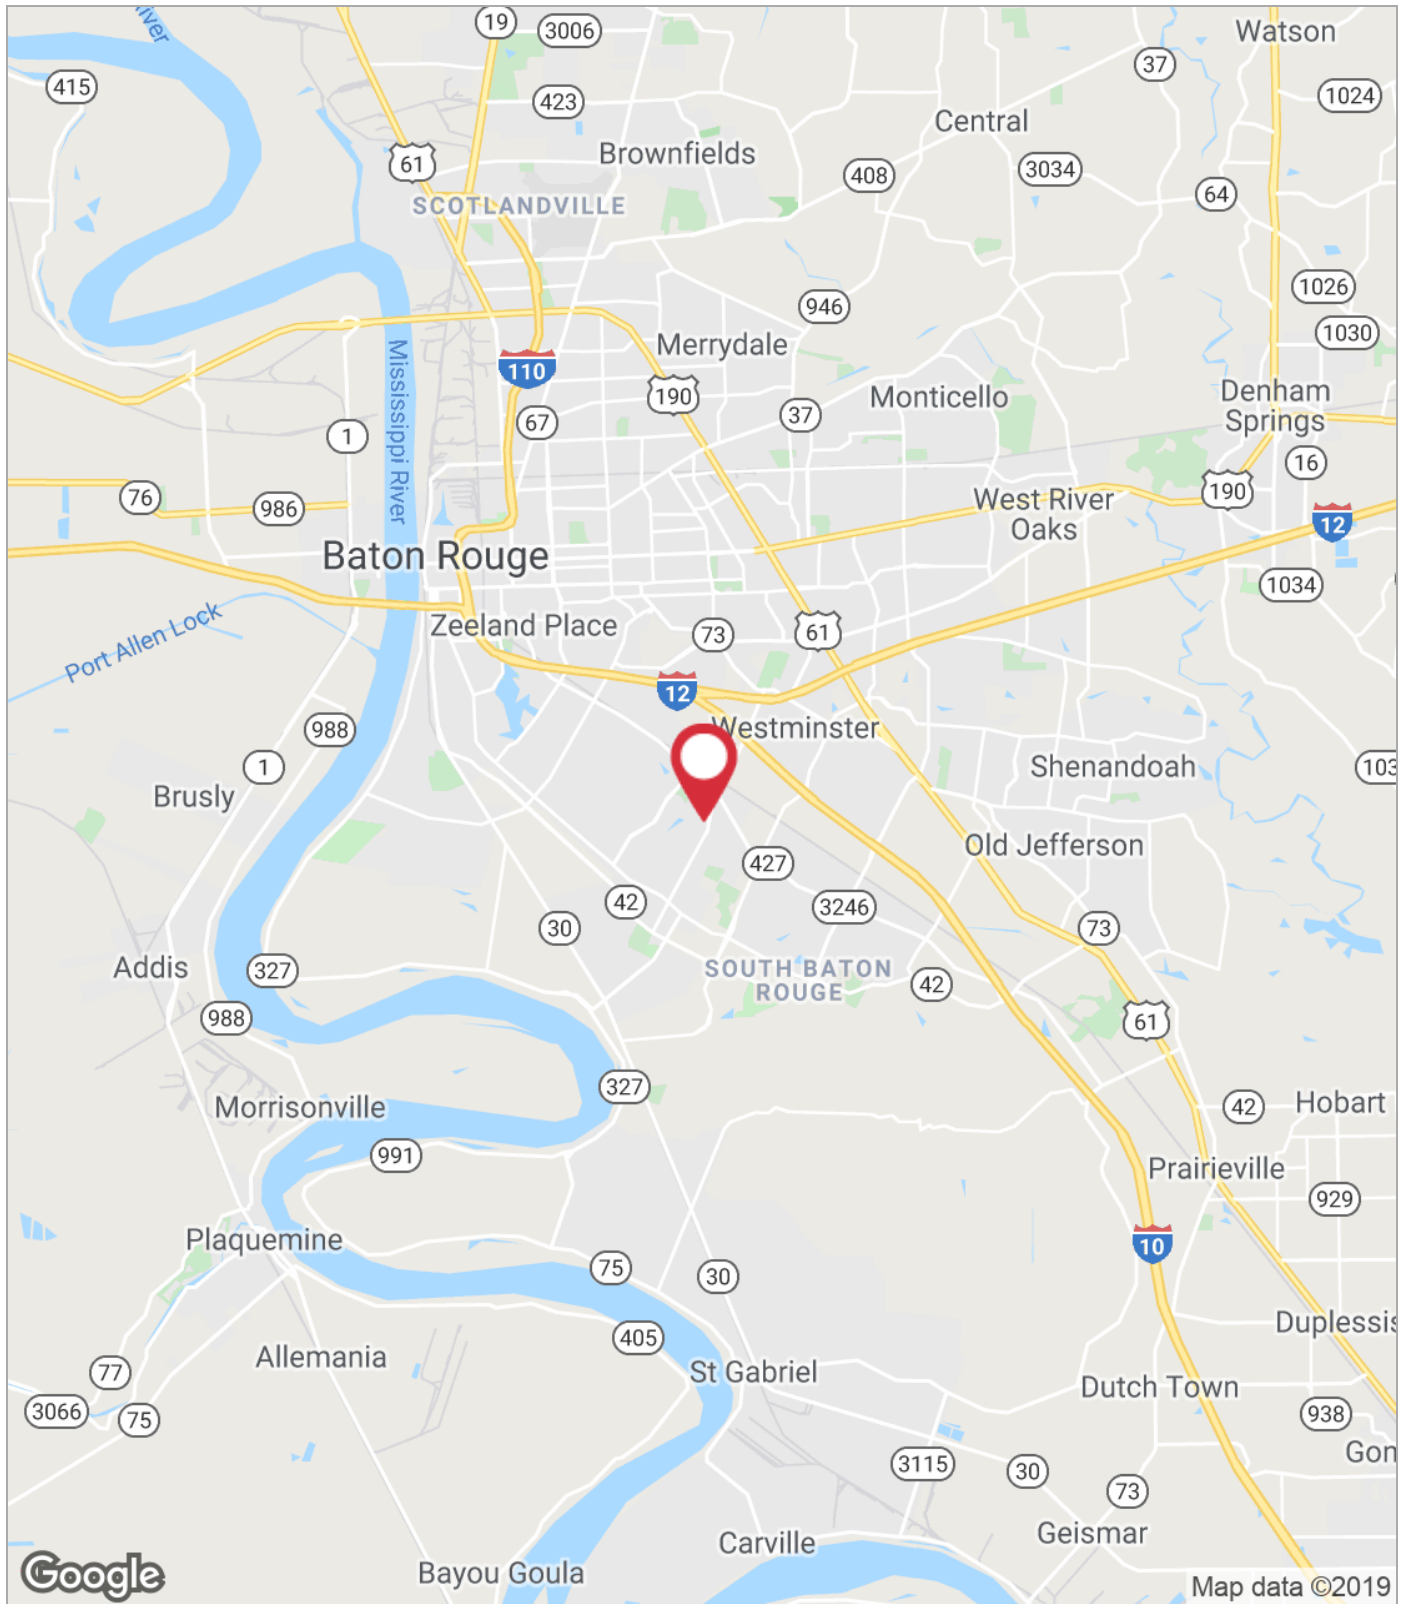 River
19
3006
Watson
37
415
1024
423
Central
Brownfields
61
408
3034
64
SCOTLANDVILLE
1026
946
1030
Merrydale
110
190
Mississippi River
Monticello
Denham
Springs
37
67
1
16
190
76
986
West River
Oaks
12
Baton Rouge
1034
Port Allen Lock
Zeeland Place
73
61
12
988
Westminster
1
Shenandoah
103
Brusly
Old Jefferson
427
42
3246
30
73
Addis
327
SOUTH BATON
ROUGE
42
988
61
327
Morrisonville
42
Hobart
991
Prairieville
929
Plaquemine
10
75
30
Duplessis
405
Allemania
St Gabriel
77
Dutch Town
3066
75
938
Gon
3115
30
73
Geismar
Carville
Bayou Goula
Google
Map data ©2019